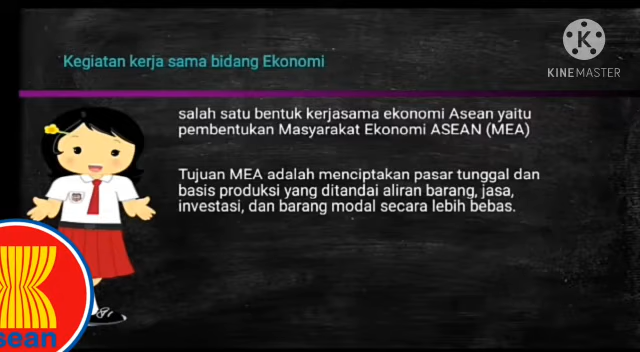 KINEMASTER
Kegiatan kerja sama bidang Ekonomi
salah satu bentuk kerjasama ekonomi Asean yaitu
pembentukan Masyarakat Ekonomi ASEAN (MEA)
Tujuan MEA adalah menciptakan pasar tunggal dan
basis produksi yang ditandai aliran barang, jasa,
investasi, dan barang modal secara lebih bebas.
sean